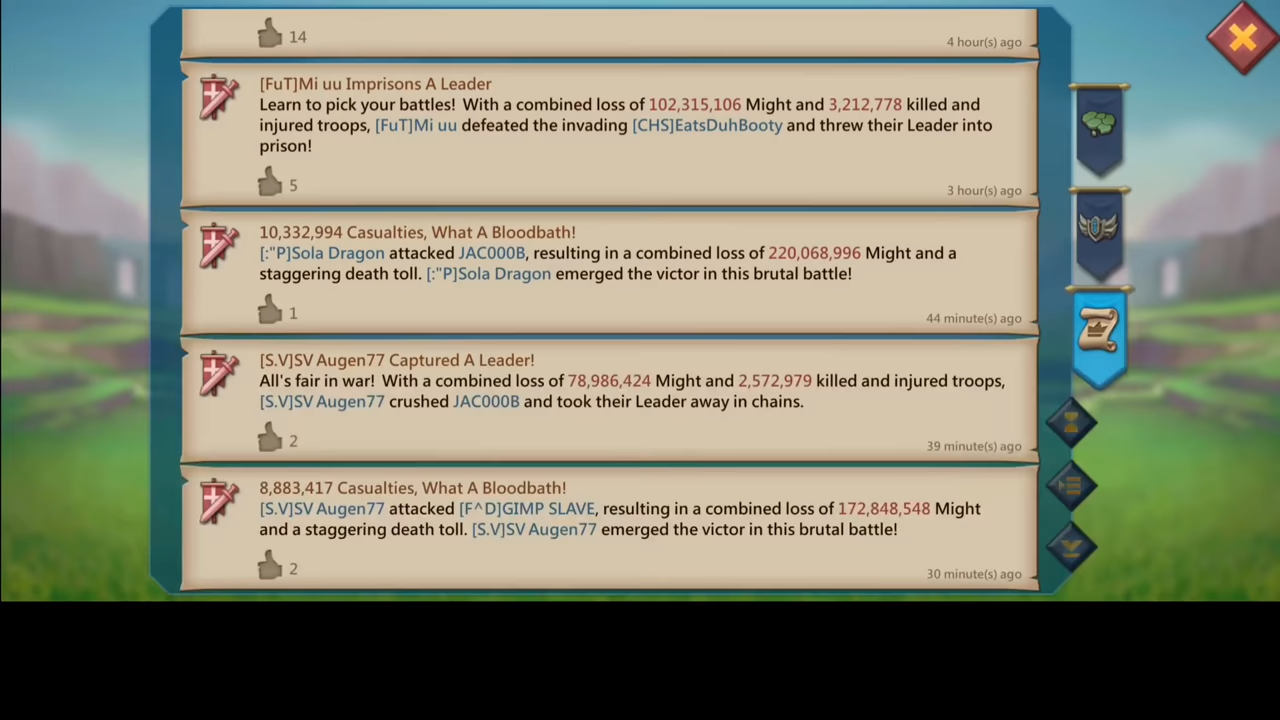 14
4 hour(s) ago
[FuT]Mi uu Imprisons A Leader
Learn to pick your battles! With a combined loss of 102,315,106 Might and 3,212,778 killed and
injured troops, [FuT]Mi uu defeated the invading [CHS]EatsDuhBooty and threw their Leader into
prison!
5
3 hour(s) ago
10,332,994 Casualties, What A Bloodbath!
[:"P]Sola Dragon attacked JAC000B, resulting in a combined loss of 220,068,996 Might and a
staggering death toll. [:"P]Sola Dragon emerged the victor in this brutal battle!
1
44 minute(s) ago
[S.V]SV Augen77 Captured A Leader!
All's fair in war! With a combined loss of 78,986,424 Might and 2,572,979 killed and injured troops,
[S.V]SV Augen77 crushed JAC000B and took their Leader away in chains.
2
39 minute(s) ago
8,883,417 Casualties, What A Bloodbath!
[S.V]SV Augen77 attacked [F^D]GIMP SLAVE, resulting in a combined loss of 172,848,548 Might
and a staggering death toll. [S.V]SV Augen77 emerged the victor in this brutal battle!
2
30 minute(s) ago